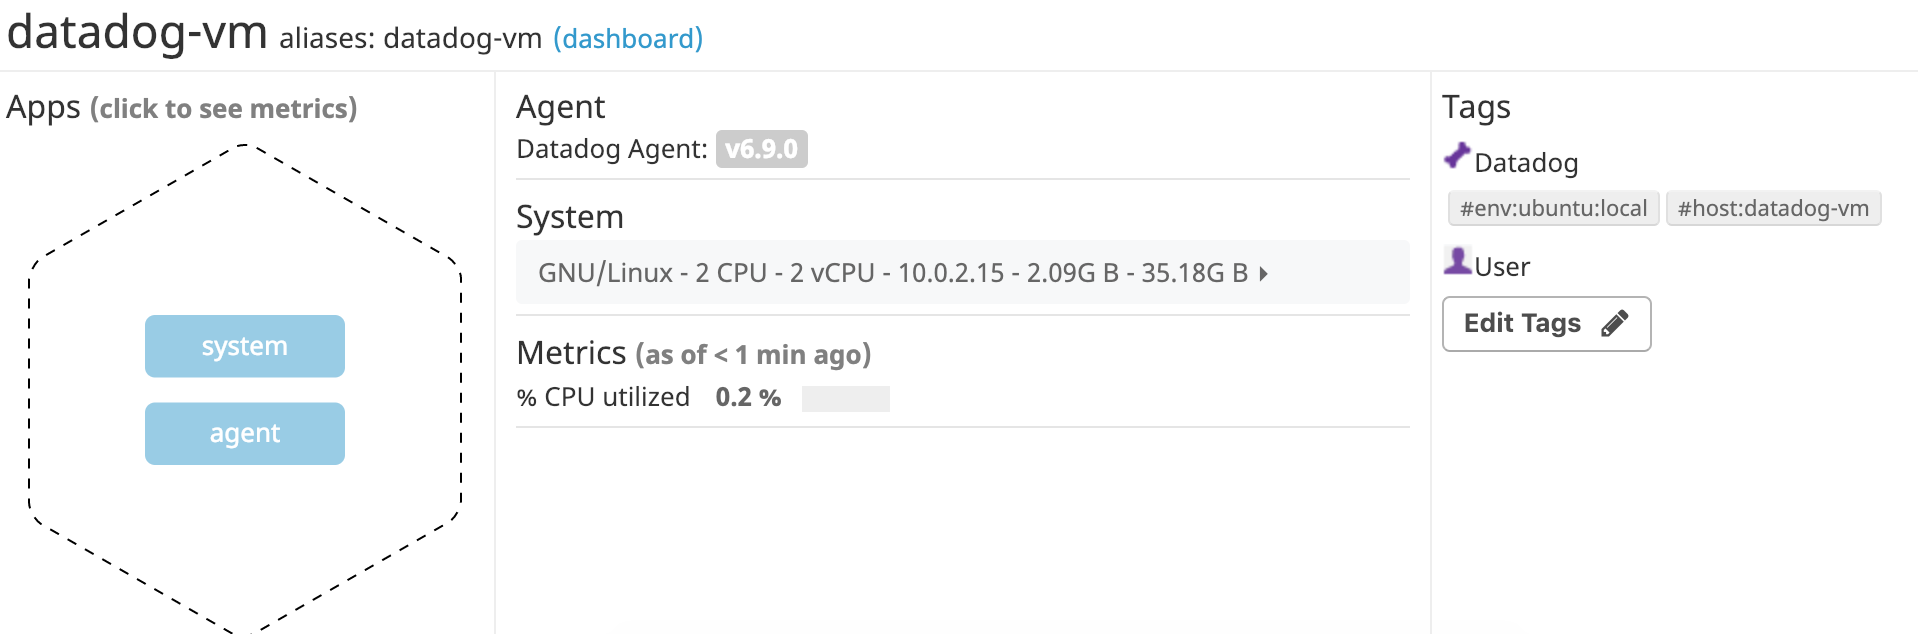 datadog-vm aliases: datadog-vm (dashboard)
Apps (click to see metrics)
system
agent
Agent
Datadog Agent: v6.9.0
System
GNU/Linux - 2 CPU - 2 vCPU - 10.0.2.15 - 2.09G B - 35.18G B
Metrics (as of < 1 min ago)
% CPU utilized 0.2 %
Tags
Datadog
#env:ubuntu:local #host:datadog-vm
User
Edit Tags